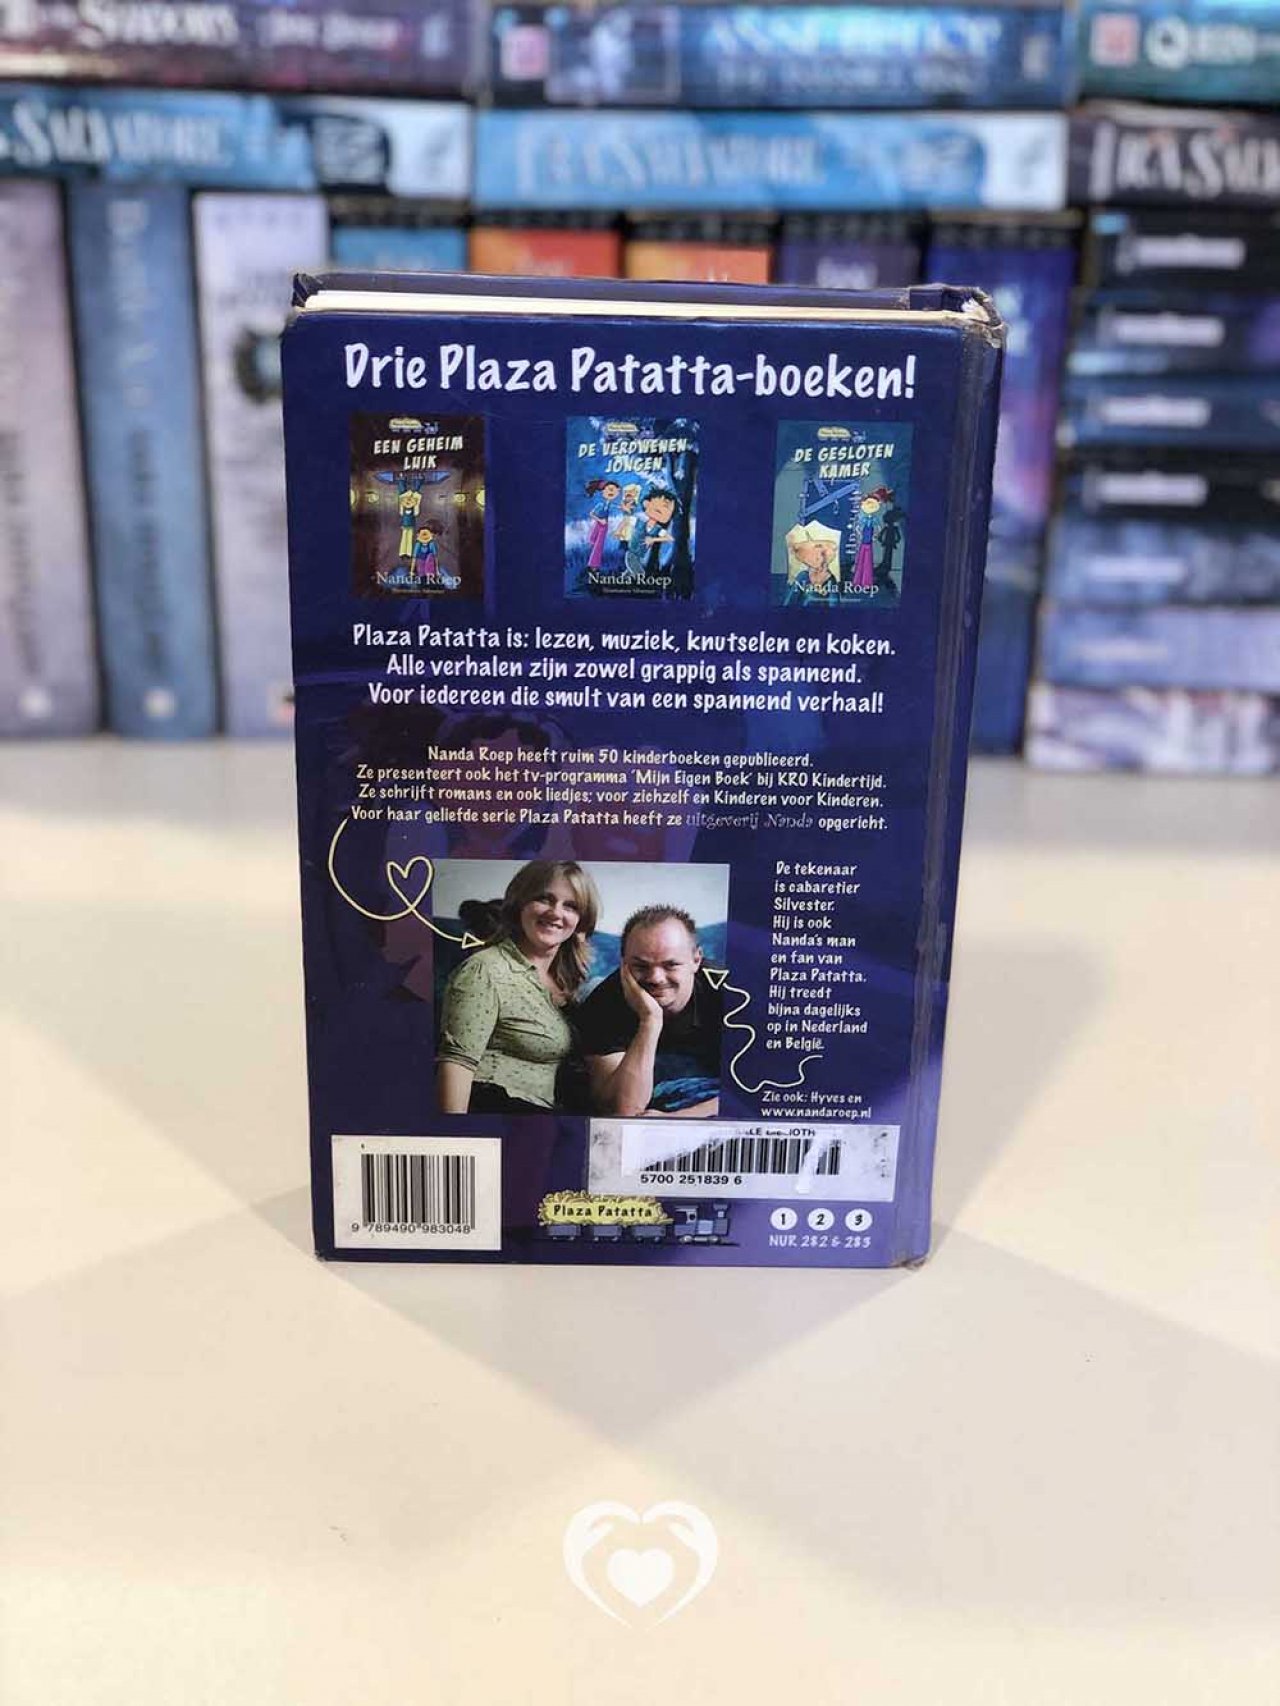 SALVATORE
R.A. SALVATORE
R.A. SALV
Drie Plaza Patatta-boeken!
EEN GEHEIM
LUIK
Nanda Roep
DE VERDWENEN
JONGEN
Nanda Roep
DE GESLOTEN
KAMER
Nanda Roep
Plaza Patatta is: lezen, muziek, knutselen en koken.
Alle verhalen zijn zowel grappig als spannend.
Voor iedereen die smult van een spannend verhaal!
Nanda Roep heeft ruim 50 kinderboeken gepubliceerd.
Ze presenteert ook het tv-programma 'Mijn Eigen Boek' bij KRO Kindertijd.
Ze schrijft romans en ook liedjes; voor zichzelf en Kinderen voor Kinderen.
Voor haar geliefde serie Plaza Patatta heeft ze uitgeverij Nanda opgericht.
De tekenaar
is cabaretier
Silvester.
Hij is ook
Nanda's man
en fan van
Plaza Patatta.
Hij treedt
bijna dagelijks
op in Nederland
en België.
Zie ook: Hyves en
www.nandaroep.nl
5700 251839 6
9 789490 983048
Plaza Patatta
1 2 3
NUR 282 & 283